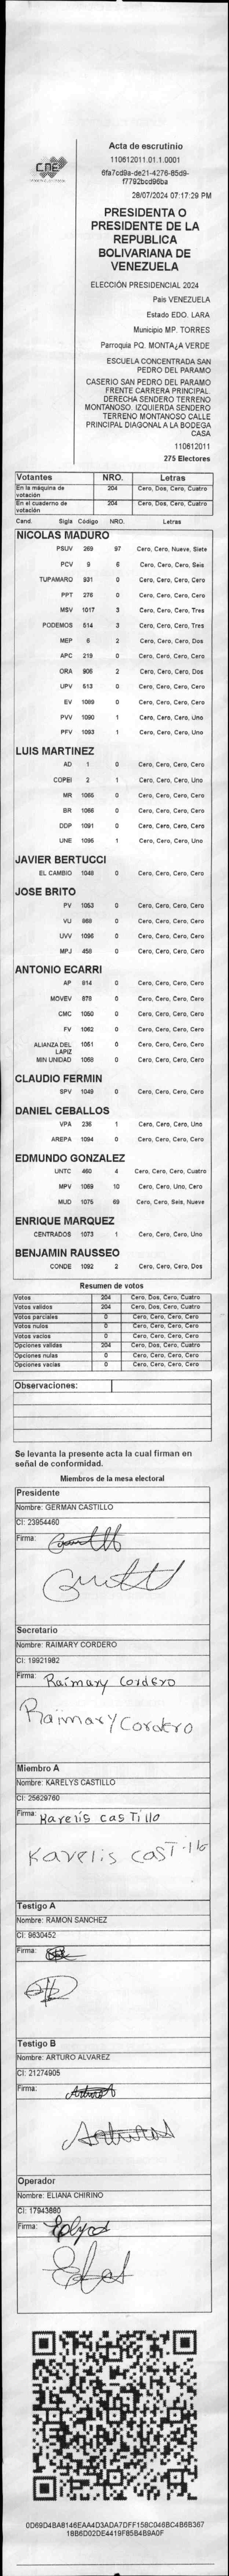 CNE
Acta de escrutinio
110612011.01.1.0001
6fa7cd9a-de21-4276-85d9-
f7792bcd96ba
28/07/2024 07:17:29 PM
PRESIDENTA O
PRESIDENTE DE LA
REPUBLICA
BOLIVARIANA DE
VENEZUELA
ELECCIÓN PRESIDENCIAL 2024
Pais VENEZUELA
Estado EDO. LARA
Municipio MP. TORRES
Parroquia PQ. MONTA¿A VERDE
ESCUELA CONCENTRADA SAN
PEDRO DEL PARAMO
CASERIO SAN PEDRO DEL PARAMO
FRENTE CARRERA PRINCIPAL.
DERECHA SENDERO TERRENO
MONTANOSO. IZQUIERDA SENDERO
TERRENO MONTANOSO CALLE
PRINCIPAL DIAGONAL A LA BODEGA
CASA
110612011
275 Electores
Votantes NRO. Letras
En la máquina de votación 204 Cero, Dos, Cero, Cuatro
En el cuaderno de votación 204 Cero, Dos, Cero, Cuatro
Cand. Sigla Código NRO. Letras
NICOLAS MADURO
PSUV 269 97 Cero, Cero, Nueve, Siete
PCV 9 6 Cero, Cero, Cero, Seis
TUPAMARO 931 0 Cero, Cero, Cero, Cero
PPT 276 0 Cero, Cero, Cero, Cero
MSV 1017 3 Cero, Cero, Cero, Tres
PODEMOS 514 3 Cero, Cero, Cero, Tres
MEP 6 2 Cero, Cero, Cero, Dos
APC 219 0 Cero, Cero, Cero, Cero
ORA 906 2 Cero, Cero, Cero, Dos
UPV 513 0 Cero, Cero, Cero, Cero
EV 1089 0 Cero, Cero, Cero, Cero
PVV 1090 1 Cero, Cero, Cero, Uno
PFV 1093 1 Cero, Cero, Cero, Uno
LUIS MARTINEZ
AD 1 0 Cero, Cero, Cero, Cero
COPEI 2 1 Cero, Cero, Cero, Uno
MR 1065 0 Cero, Cero, Cero, Cero
BR 1066 0 Cero, Cero, Cero, Cero
DDP 1091 0 Cero, Cero, Cero, Cero
UNE 1095 1 Cero, Cero, Cero, Uno
JAVIER BERTUCCI
EL CAMBIO 1048 0 Cero, Cero, Cero, Cero
JOSE BRITO
PV 1053 0 Cero, Cero, Cero, Cero
VU 868 0 Cero, Cero, Cero, Cero
UVV 1096 0 Cero, Cero, Cero, Cero
MPJ 458 0 Cero, Cero, Cero, Cero
ANTONIO ECARRI
AP 814 0 Cero, Cero, Cero, Cero
MOVEV 878 0 Cero, Cero, Cero, Cero
CMC 1050 0 Cero, Cero, Cero, Cero
FV 1062 0 Cero, Cero, Cero, Cero
ALIANZA DEL LAPIZ 1051 0 Cero, Cero, Cero, Cero
MIN UNIDAD 1068 0 Cero, Cero, Cero, Cero
CLAUDIO FERMIN
SPV 1049 0 Cero, Cero, Cero, Cero
DANIEL CEBALLOS
VPA 236 1 Cero, Cero, Cero, Uno
AREPA 1094 0 Cero, Cero, Cero, Cero
EDMUNDO GONZALEZ
UNTC 460 4 Cero, Cero, Cero, Cuatro
MPV 1069 10 Cero, Cero, Uno, Cero
MUD 1075 69 Cero, Cero, Seis, Nueve
ENRIQUE MARQUEZ
CENTRADOS 1073 1 Cero, Cero, Cero, Uno
BENJAMIN RAUSSEO
CONDE 1092 2 Cero, Cero, Cero, Dos
Resumen de votos
Votos 204 Cero, Dos, Cero, Cuatro
Votos validos 204 Cero, Dos, Cero, Cuatro
Votos parciales 0 Cero, Cero, Cero, Cero
Votos nulos 0 Cero, Cero, Cero, Cero
Votos vacios 0 Cero, Cero, Cero, Cero
Opciones validas 204 Cero, Dos, Cero, Cuatro
Opciones nulas 0 Cero, Cero, Cero, Cero
Opciones vacias 0 Cero, Cero, Cero, Cero
Observaciones:
Se levanta la presente acta la cual firman en
señal de conformidad.
Miembros de la mesa electoral
Presidente
Nombre: GERMAN CASTILLO
CI: 23954460
Firma:
Secretario
Nombre: RAIMARY CORDERO
CI: 19921982
Firma: Raimary Cordero
Raimary Cordero
Miembro A
Nombre: KARELYS CASTILLO
CI: 25629760
Firma: Karelis casTillo
Karelis casTillo
Testigo A
Nombre: RAMON SANCHEZ
CI: 9630452
Firma:
Testigo B
Nombre: ARTURO ALVAREZ
CI: 21274905
Firma:
Operador
Nombre: ELIANA CHIRINO
CI: 17943880
Firma:
0D69D4BA8146EAA4D3ADA7DFF158C046BC4B6B367
18B6D02DE4419F85B4B9A0F